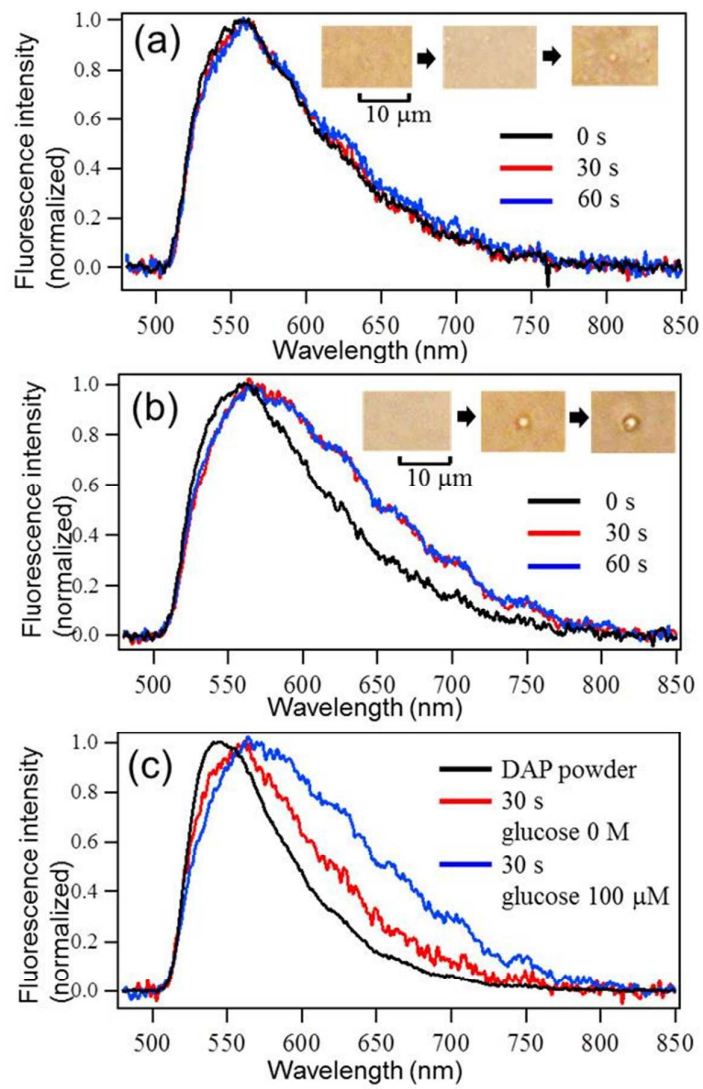 Fluorescence intensity
(normalized)
1.0
0.8
0.6
0.4
0.2
0.0
(a)
10 μm
0 s
30 s
60 s
500 550 600 650 700 750 800 850
Wavelength (nm)
Fluorescence intensity
(normalized)
1.0
0.8
0.6
0.4
0.2
0.0
(b)
10 μm
0 s
30 s
60 s
500 550 600 650 700 750 800 850
Wavelength (nm)
Fluorescence intensity
(normalized)
1.0
0.8
0.6
0.4
0.2
0.0
(c)
DAP powder
30 s
glucose 0 M
30 s
glucose 100 μM
500 550 600 650 700 750 800 850
Wavelength (nm)